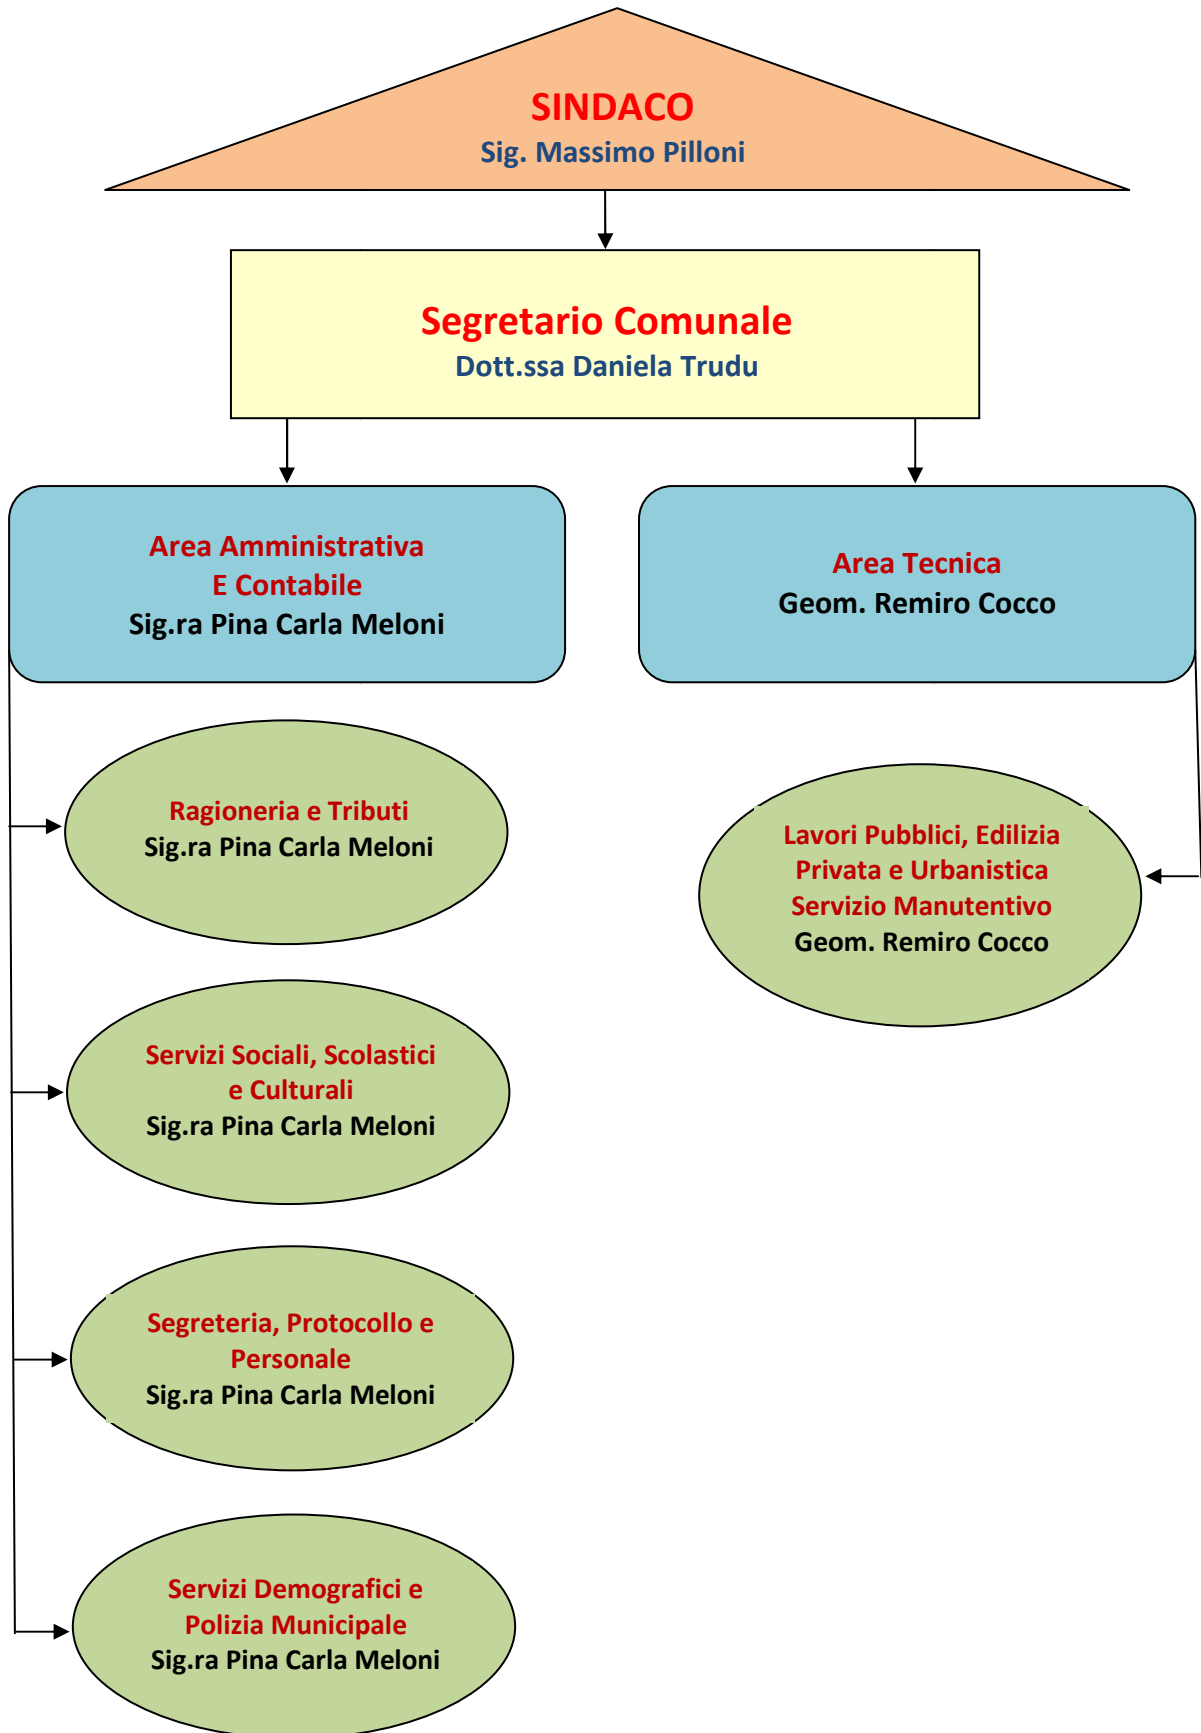 SINDACO
Sig. Massimo Pilloni
Segretario Comunale
Dott.ssa Daniela Trudu
Area Amministrativa
E Contabile
Sig.ra Pina Carla Meloni
Area Tecnica
Geom. Remiro Cocco
Ragioneria e Tributi
Sig.ra Pina Carla Meloni
Lavori Pubblici, Edilizia
Privata e Urbanistica
Servizio Manutentivo
Geom. Remiro Cocco
Servizi Sociali, Scolastici
e Culturali
Sig.ra Pina Carla Meloni
Segreteria, Protocollo e
Personale
Sig.ra Pina Carla Meloni
Servizi Demografici e
Polizia Municipale
Sig.ra Pina Carla Meloni